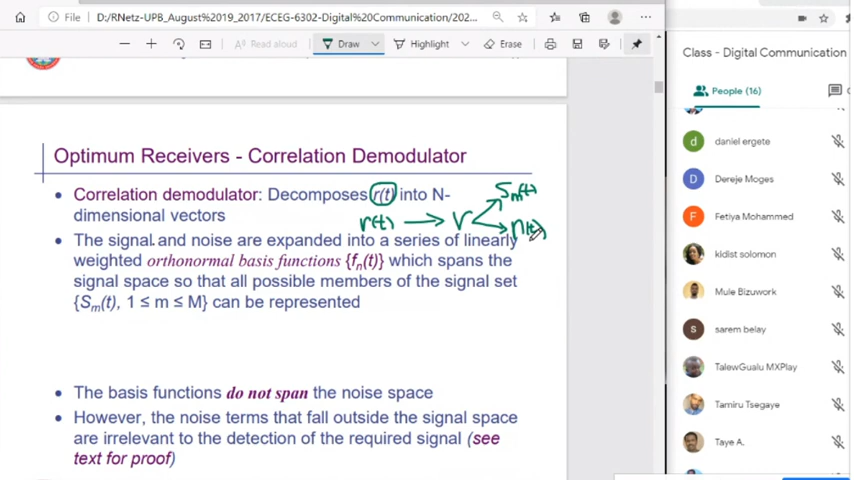 File
D:/RNetz-UPB_August%2019_2017/ECEG-6302-Digital%20Communication/202...
Read aloud
Draw
Highlight
Erase
Class - Digital Communication
People (16)
Optimum Receivers - Correlation Demodulator
Correlation demodulator: Decomposes r(t) into N-
dimensional vectors
r(t) → r
Sm(t)
n(t)
The signal and noise are expanded into a series of linearly
weighted orthonormal basis functions {fn(t)} which spans the
signal space so that all possible members of the signal set
{Sm(t), 1 ≤ m ≤ M} can be represented
The basis functions do not span the noise space
However, the noise terms that fall outside the signal space
are irrelevant to the detection of the required signal (see
text for proof)
daniel ergete
Dereje Moges
Fetiya Mohammed
kidist solomon
Mule Bizuwork
sarem belay
TalewGualu MXPlay
Tamiru Tsegaye
Taye A.
d
D
s